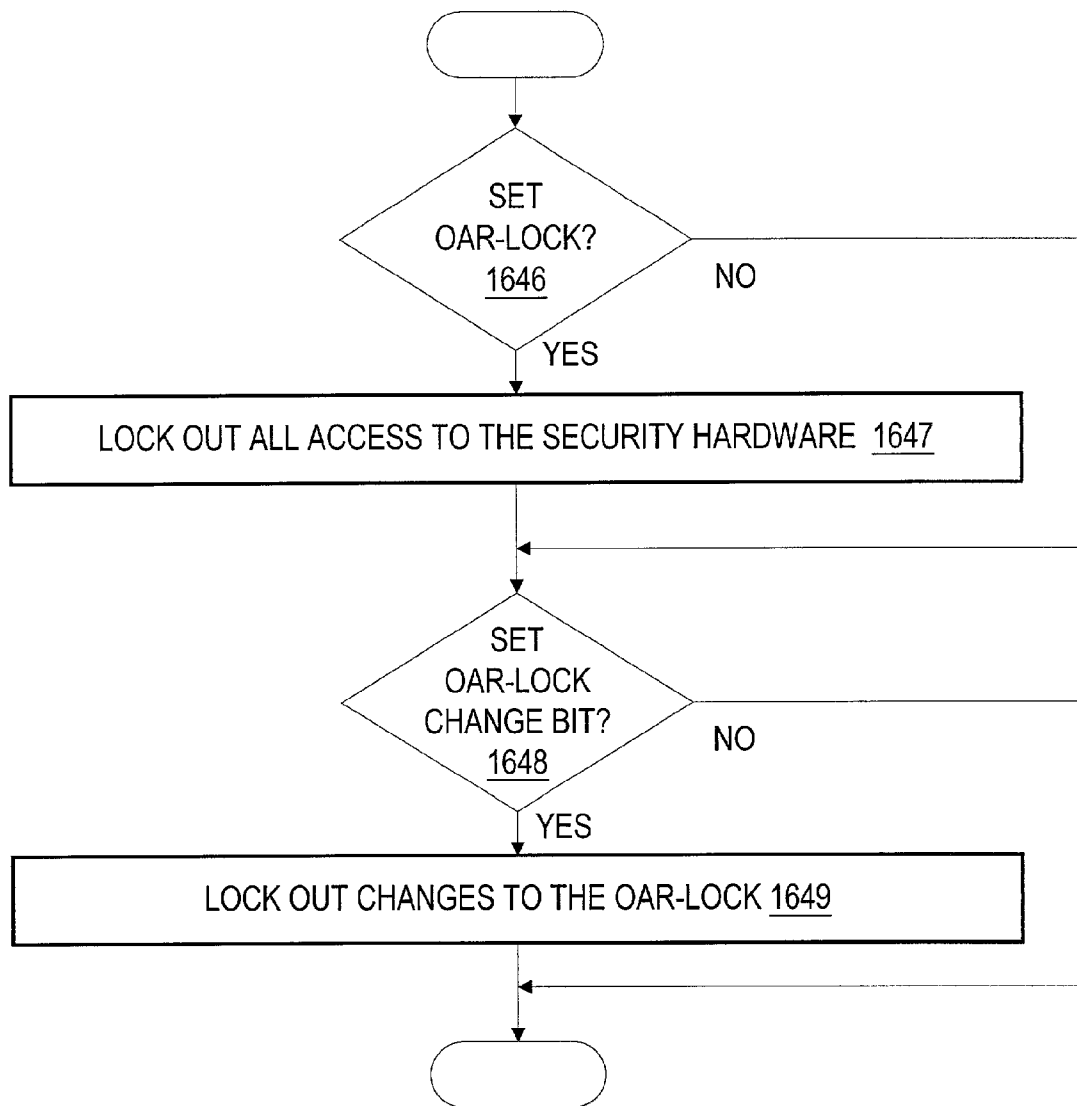 SET
OAR-LOCK?
1646
NO
YES
LOCK OUT ALL ACCESS TO THE SECURITY HARDWARE 1647
SET
OAR-LOCK
CHANGE BIT?
1648
NO
YES
LOCK OUT CHANGES TO THE OAR-LOCK 1649